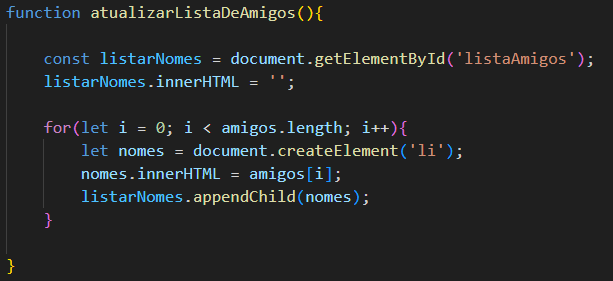 function atualizarListaDeAmigos(){
const listarNomes = document.getElementById('listaAmigos');
listarNomes.innerHTML = '';
for(let i = 0; i < amigos.length; i++){
let nomes = document.createElement('li');
nomes.innerHTML = amigos[i];
listarNomes.appendChild(nomes);
}
}